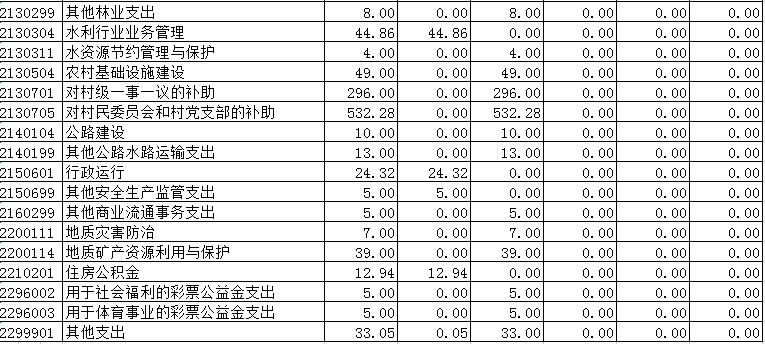 2130299 其他林业支出 8.00 0.00 8.00 0.00 0.00 0.00
2130304 水利行业业务管理 44.86 44.86 0.00 0.00 0.00 0.00
2130311 水资源节约管理与保护 4.00 0.00 4.00 0.00 0.00 0.00
2130504 农村基础设施建设 49.00 0.00 49.00 0.00 0.00 0.00
2130701 对村级一事一议的补助 296.00 0.00 296.00 0.00 0.00 0.00
2130705 对村民委员会和村党支部的补助 532.28 0.00 532.28 0.00 0.00 0.00
2140104 公路建设 10.00 0.00 10.00 0.00 0.00 0.00
2140199 其他公路水路运输支出 13.00 0.00 13.00 0.00 0.00 0.00
2150601 行政运行 24.32 24.32 0.00 0.00 0.00 0.00
2150699 其他安全生产监管支出 5.00 5.00 0.00 0.00 0.00 0.00
2160299 其他商业流通事务支出 5.00 0.00 5.00 0.00 0.00 0.00
2200111 地质灾害防治 7.00 0.00 7.00 0.00 0.00 0.00
2200114 地质矿产资源利用与保护 39.00 0.00 39.00 0.00 0.00 0.00
2210201 住房公积金 12.94 12.94 0.00 0.00 0.00 0.00
2296002 用于社会福利的彩票公益金支出 5.00 0.00 5.00 0.00 0.00 0.00
2296003 用于体育事业的彩票公益金支出 5.00 0.00 5.00 0.00 0.00 0.00
2299901 其他支出 33.05 0.05 33.00 0.00 0.00 0.00